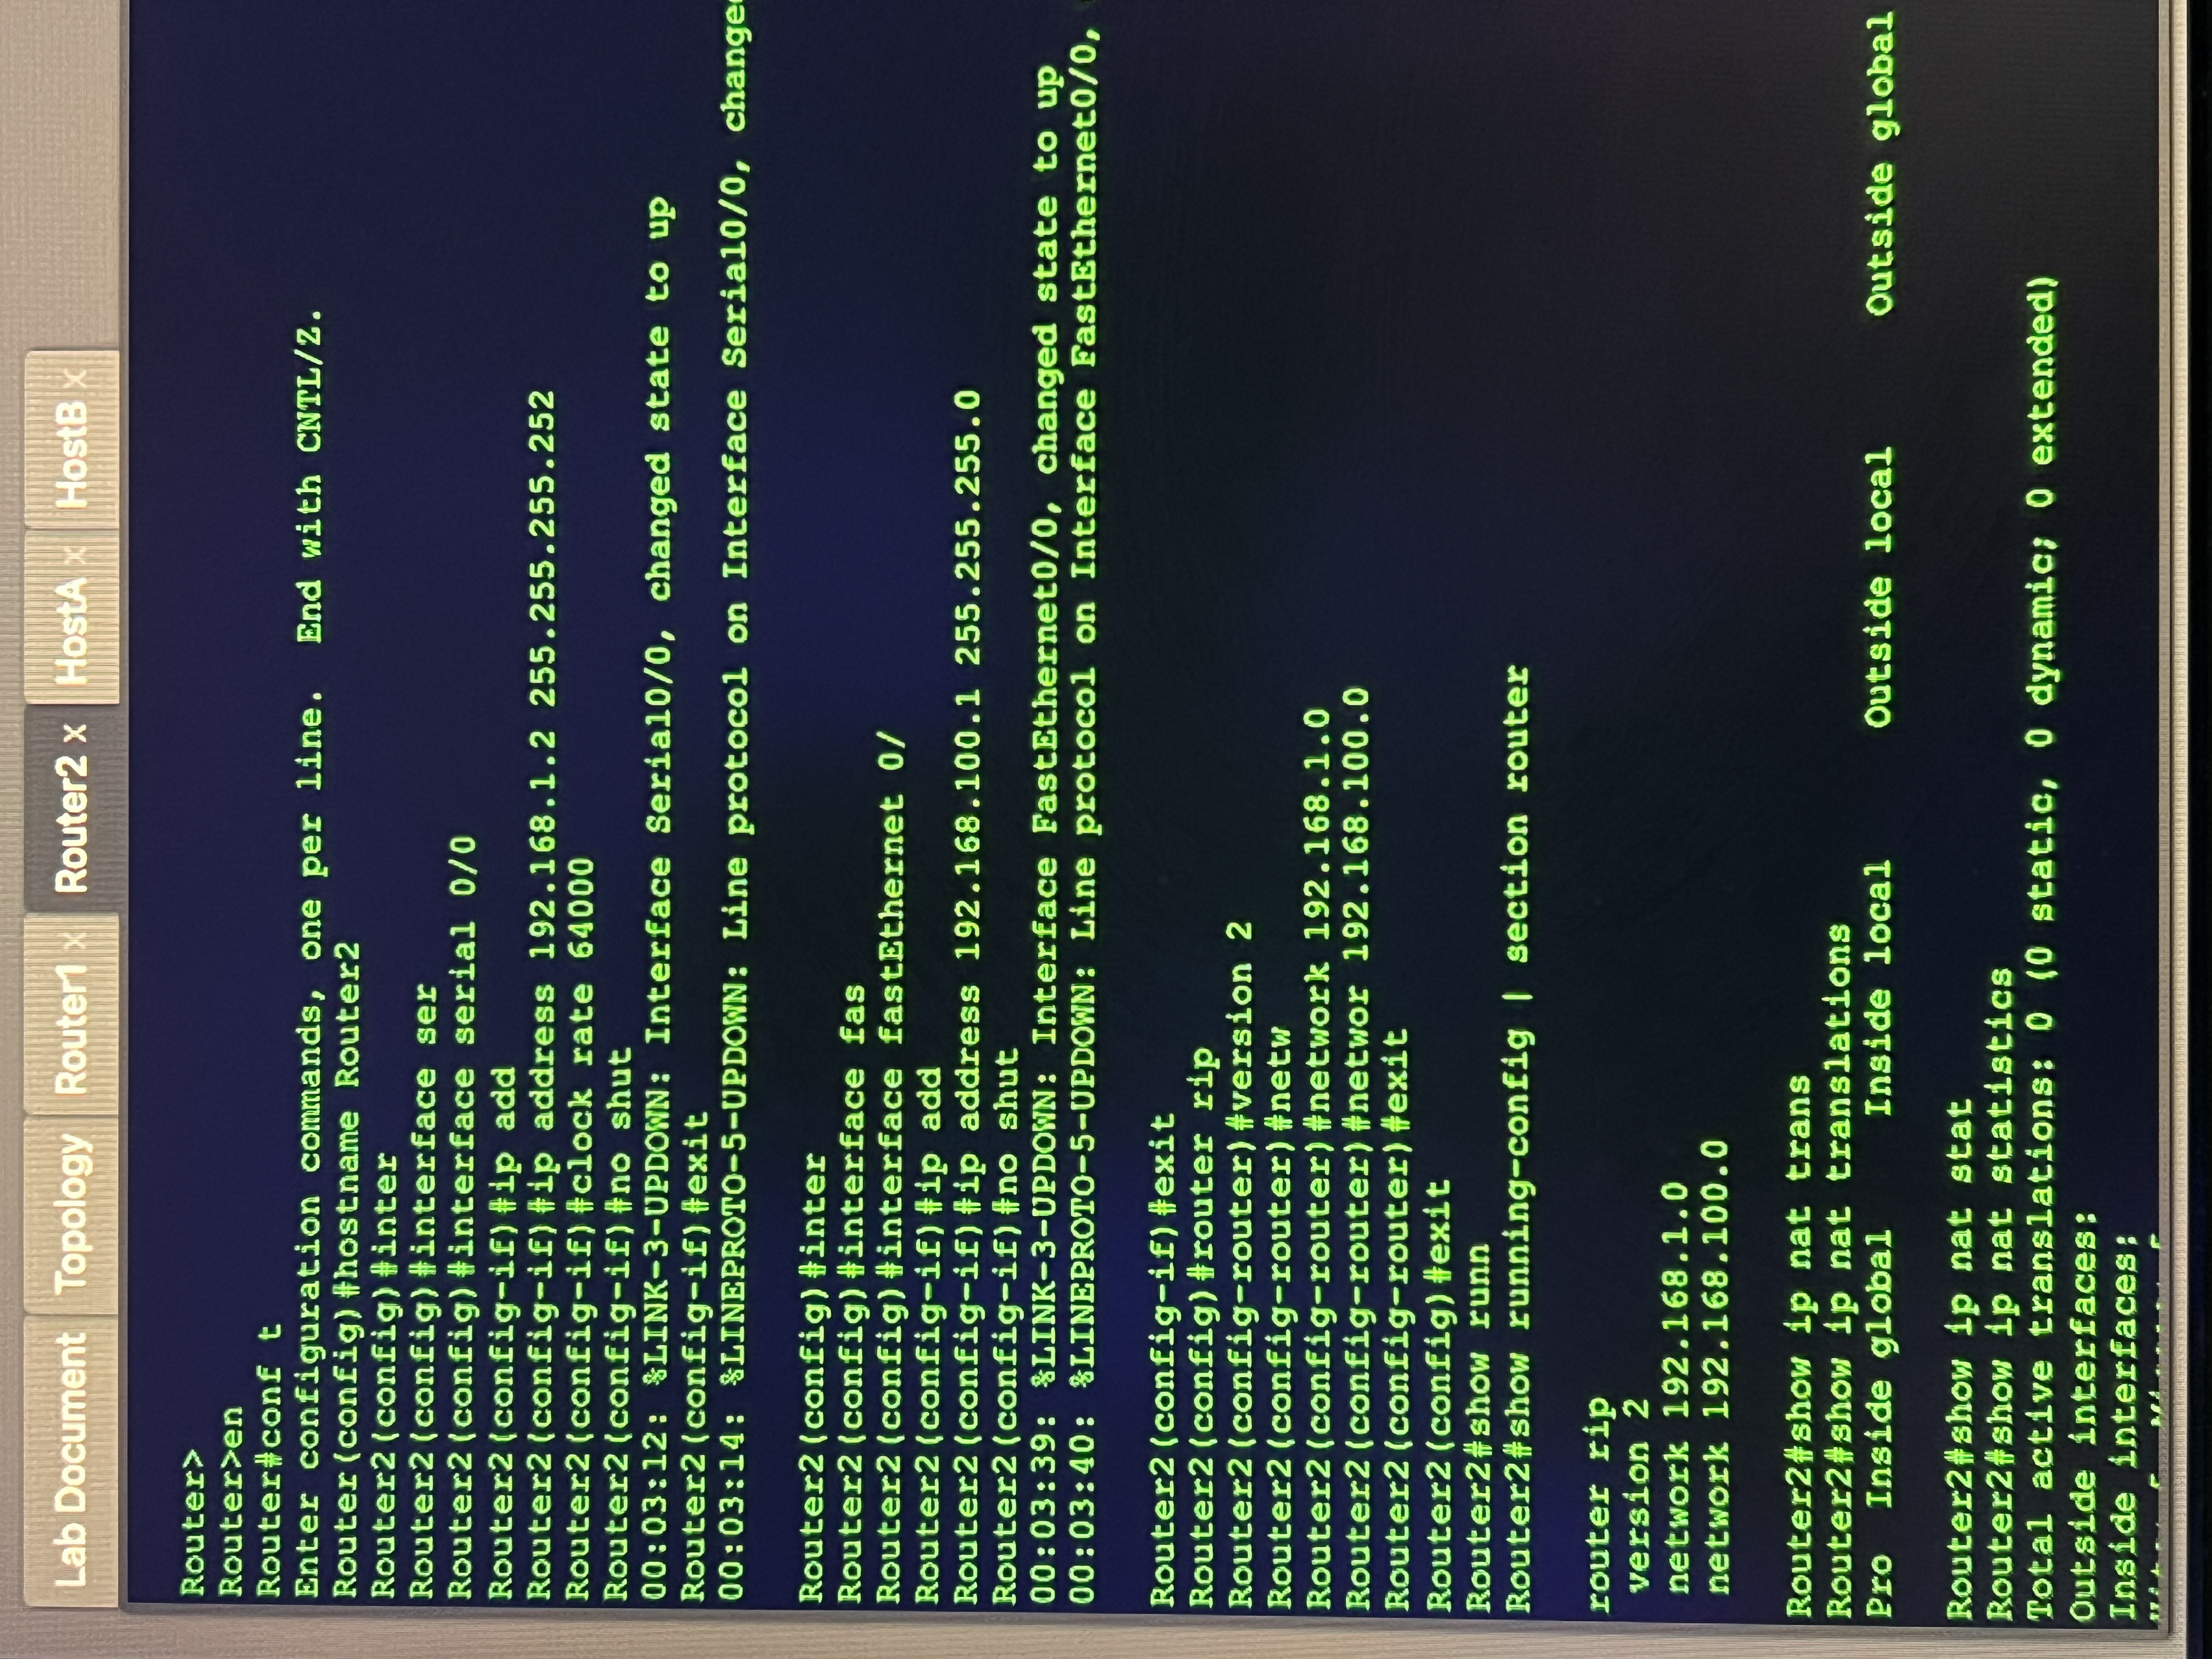 Lab Document Topology Router1 x Router2 x HostA x HostB x
Router>
Router>en
Router#conf t
Enter configuration commands, one per line.  End with CNTL/Z.
Router(config)#hostname Router2
Router2(config)#inter
Router2(config)#interface ser
Router2(config)#interface serial 0/0
Router2(config-if)#ip add
Router2(config-if)#ip address 192.168.1.2 255.255.255.252
Router2(config-if)#clock rate 64000
Router2(config-if)#no shut
00:03:12: %LINK-3-UPDOWN: Interface Serial0/0, changed state to up
Router2(config-if)#exit
00:03:14: %LINEPROTO-5-UPDOWN: Line protocol on Interface Serial0/0, change
Router2(config)#inter
Router2(config)#interface fas
Router2(config)#interface fastEthernet 0/
Router2(config-if)#ip add
Router2(config-if)#ip address 192.168.100.1 255.255.255.0
Router2(config-if)#no shut
00:03:39: %LINK-3-UPDOWN: Interface FastEthernet0/0, changed state to up
00:03:40: %LINEPROTO-5-UPDOWN: Line protocol on Interface FastEthernet0/0,
Router2(config-if)#exit
Router2(config)#router rip
Router2(config-router)#version 2
Router2(config-router)#netw
Router2(config-router)#network 192.168.1.0
Router2(config-router)#networ 192.168.100.0
Router2(config-router)#exit
Router2(config)#exit
Router2#show runn
Router2#show running-config | section router
router rip
version 2
network 192.168.1.0
network 192.168.100.0
Router2#show ip nat trans
Router2#show ip nat translations
Pro  Inside global     Inside local      Outside local      Outside global
Router2#show ip nat stat
Router2#show ip nat statistics
Total active translations: 0 (0 static, 0 dynamic; 0 extended)
Outside interfaces:
Inside interfaces: